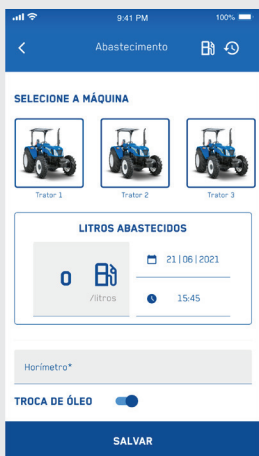 9:41 PM 100%
Abastecimento
SELECIONE A MÁQUINA
Trator 1 Trator 2 Trator 3
LITROS ABASTECIDOS
21|06|2021
0
/litros
15:45
Horímetro*
TROCA DE ÓLEO
SALVAR